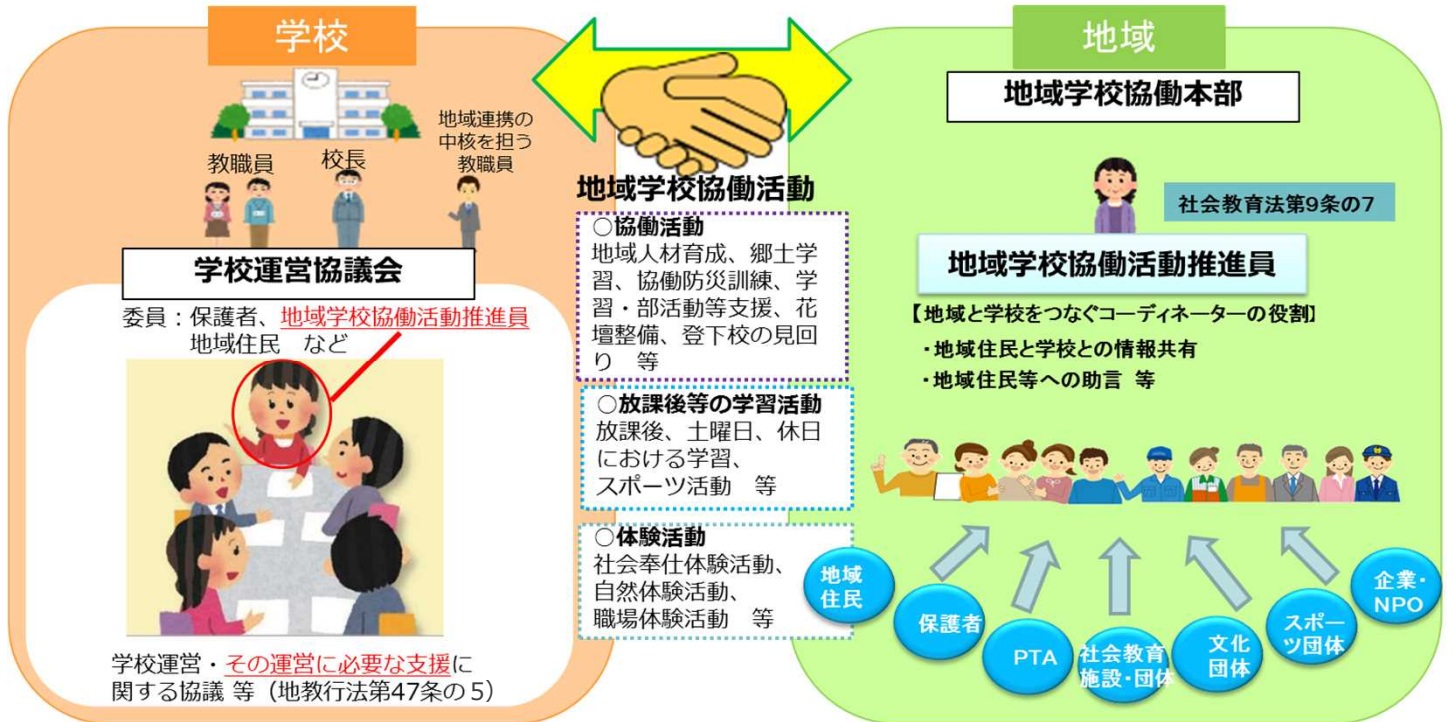 学校
地域連携の
中核を担う
教職員
教職員
校長
学校運営協議会
委員：保護者、地域学校協働活動推進員
地域住民　など
学校運営・その運営に必要な支援に
関する協議 等（地教行法第47条の５）
地域学校協働活動
○協働活動
地域人材育成、郷土学
習、協働防災訓練、学
習・部活動等支援、花
壇整備、登下校の見回
り　等
○放課後等の学習活動
放課後、土曜日、休日
における学習、
スポーツ活動　等
○体験活動
社会奉仕体験活動、
自然体験活動、
職場体験活動　等
地域
地域学校協働本部
社会教育法第9条の7
地域学校協働活動推進員
【地域と学校をつなぐコーディネーターの役割】
・地域住民と学校との情報共有
・地域住民等への助言 等
地域
住民
保護者
PTA
社会教育
施設・団体
文化
団体
スポー
ツ団体
企業・
NPO